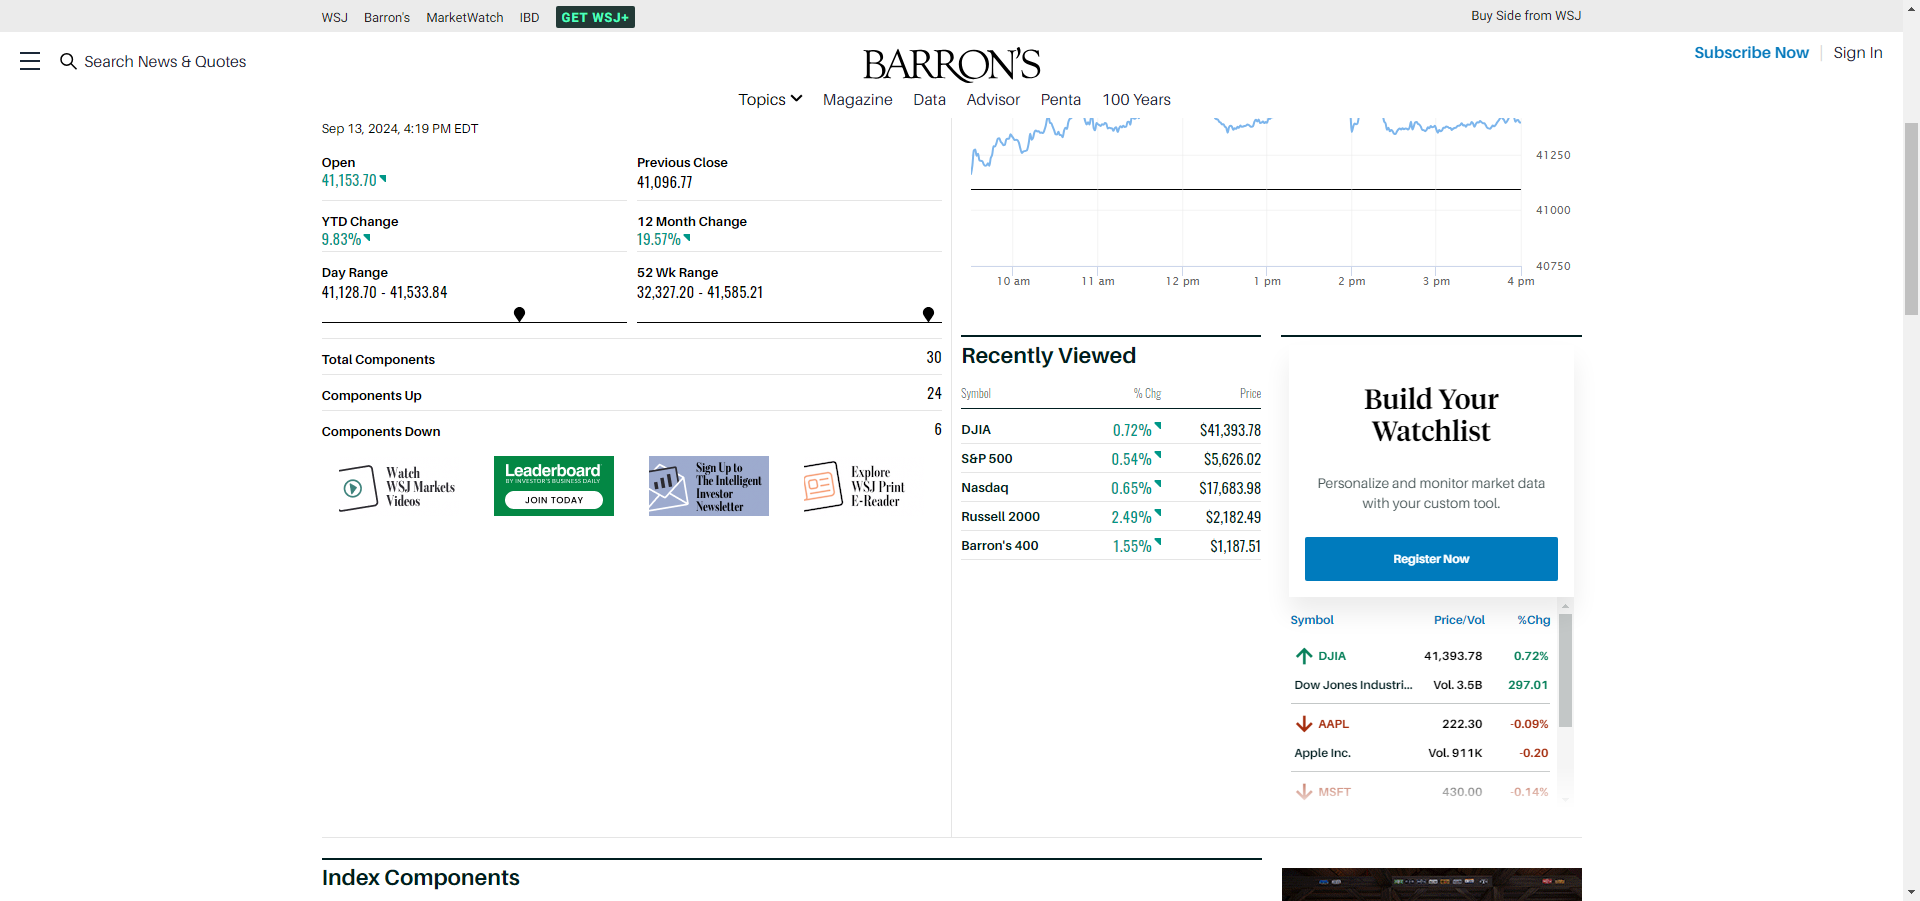 WSJ
Barron's
MarketWatch
IBD
GET WSJ+
Buy Side from WSJ
Search News & Quotes
BARRON'S
Subscribe Now
Sign In
Topics
Magazine
Data
Advisor
Penta
100 Years
Sep 13, 2024, 4:19 PM EDT
Open
41,153.70
Previous Close
41,096.77
YTD Change
9.83%
12 Month Change
19.57%
Day Range
41,128.70 - 41,533.84
52 Wk Range
32,327.20 - 41,585.21
Total Components
30
Components Up
24
Components Down
6
Watch
WSJ Markets
Videos
Leaderboard
BY INVESTOR'S BUSINESS DAILY
JOIN TODAY
Sign Up to
The Intelligent
Investor
Newsletter
Explore
WSJ Print
E-Reader
41250
41000
40750
10 am
11 am
12 pm
1 pm
2 pm
3 pm
4 pm
Recently Viewed
Symbol % Chg Price
DJIA 0.72% $41,393.78
S&P 500 0.54% $5,626.02
Nasdaq 0.65% $17,683.98
Russell 2000 2.49% $2,182.49
Barron's 400 1.55% $1,187.51
Build Your
Watchlist
Personalize and monitor market data
with your custom tool.
Register Now
Symbol Price/Vol %Chg
DJIA 41,393.78 0.72%
Dow Jones Industri... Vol. 3.5B 297.01
AAPL 222.30 -0.09%
Apple Inc. Vol. 911K -0.20
MSFT 430.00 -0.14%
Index Components